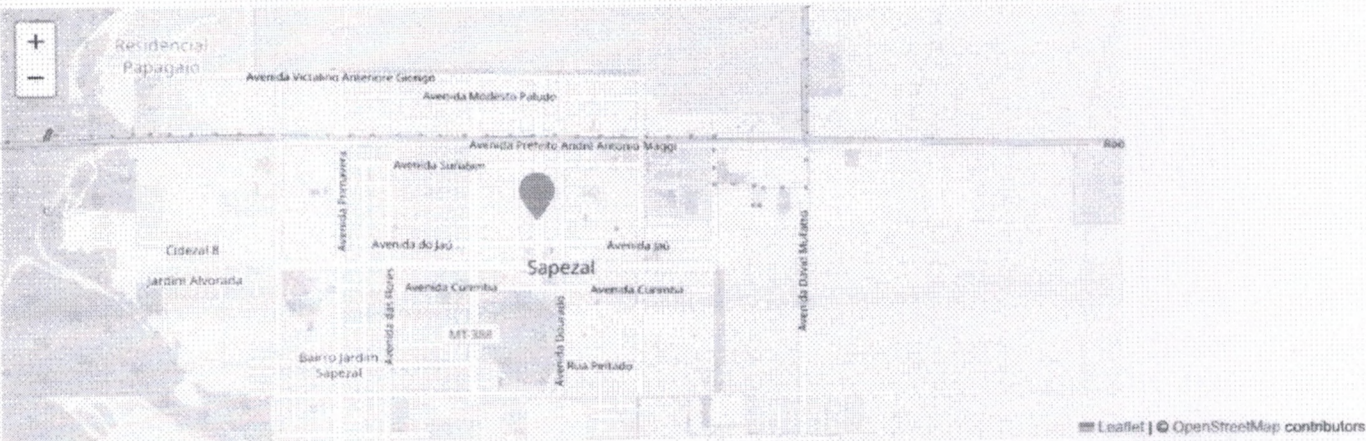 +
−
Residencial
Papagaio
Avenida Victalino Antenore Giongo
Avenida Modesto Paludo
Avenida Prefeito André Antonio Maggi
Avenida Surubim
Avenida Primavera
Avenida do Jaú
Avenida Jaú
Cidezal 8
Sapezal
Jardim Alvorada
Avenida das Flores
Avenida Curimba
Avenida Curimba
Avenida David Mufatto
MT-388
Avenida Dourado
Bairro Jardim
Sapezal
Rua Pintado
Leaflet | © OpenStreetMap contributors